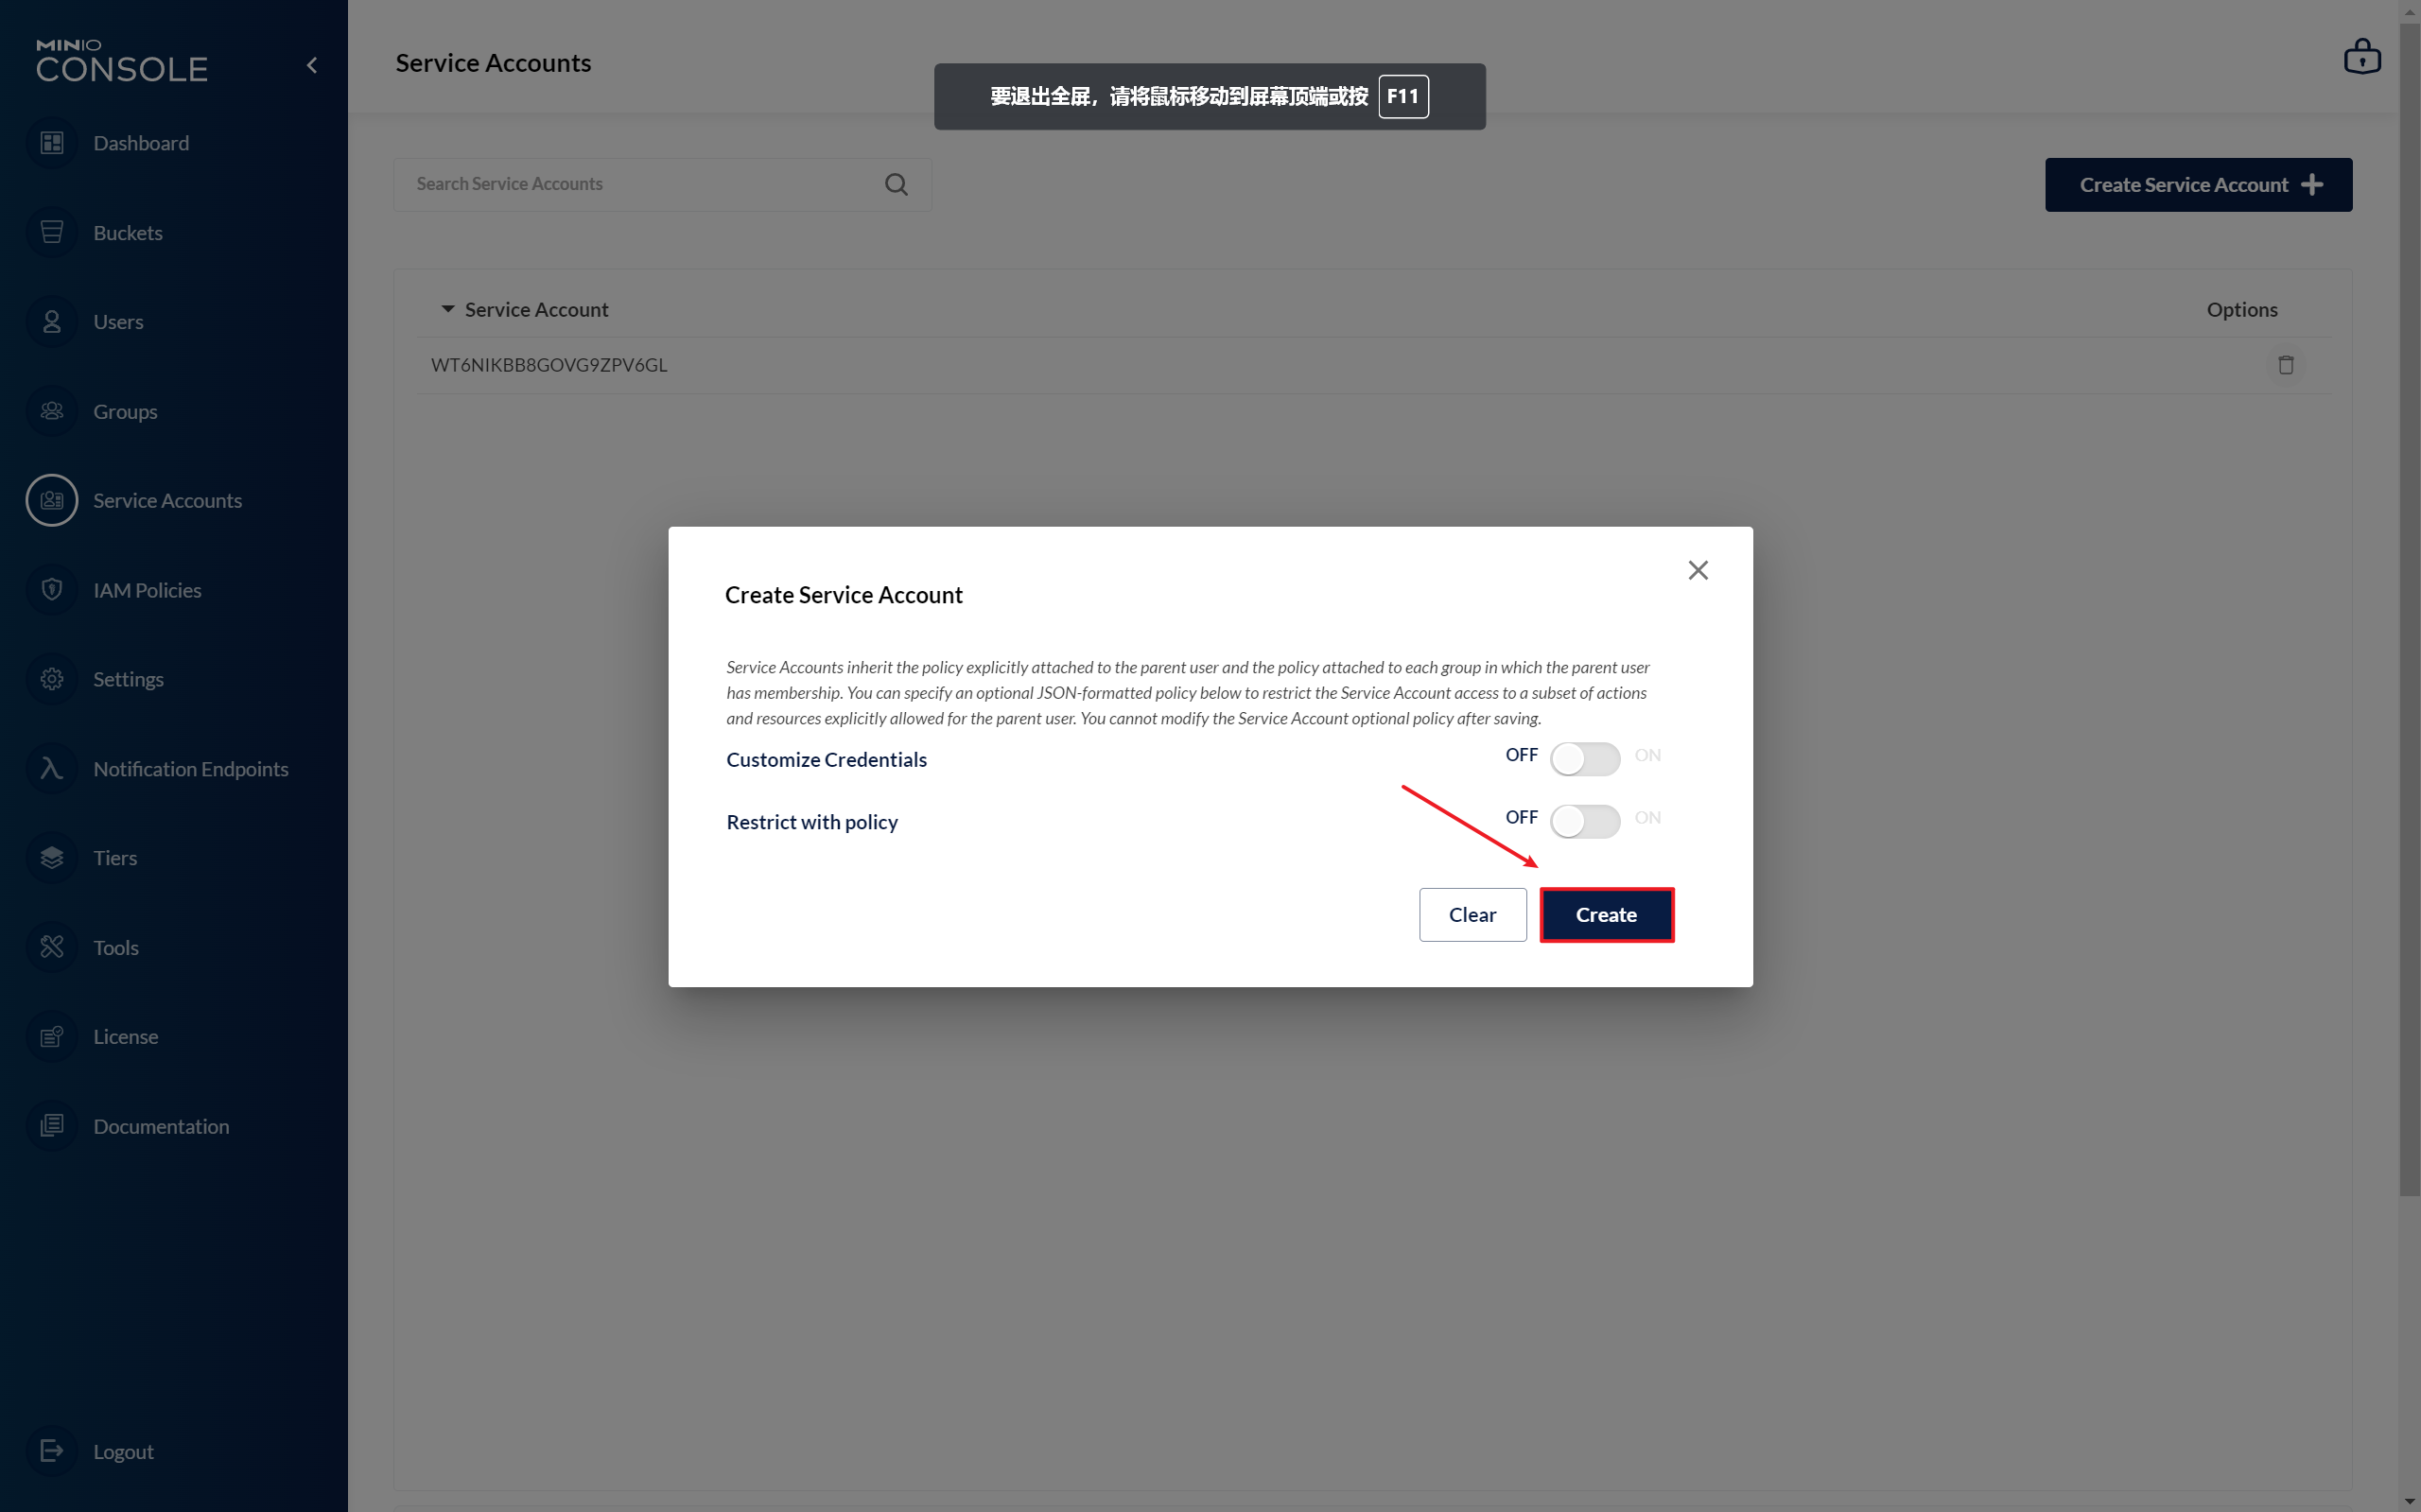 MINIO
CONSOLE
Dashboard
Buckets
Users
Groups
Service Accounts
IAM Policies
Settings
Notification Endpoints
Tiers
Tools
License
Documentation
Logout
Service Accounts
要退出全屏，请将鼠标移动到屏幕顶端或按 F11
Search Service Accounts
Create Service Account
Service Account Options
WT6NIKBB8GOVG9ZPV6GL
Create Service Account
Service Accounts inherit the policy explicitly attached to the parent user and the policy attached to each group in which the parent user
has membership. You can specify an optional JSON-formatted policy below to restrict the Service Account access to a subset of actions
and resources explicitly allowed for the parent user. You cannot modify the Service Account optional policy after saving.
Customize Credentials OFF ON
Restrict with policy OFF ON
Clear Create